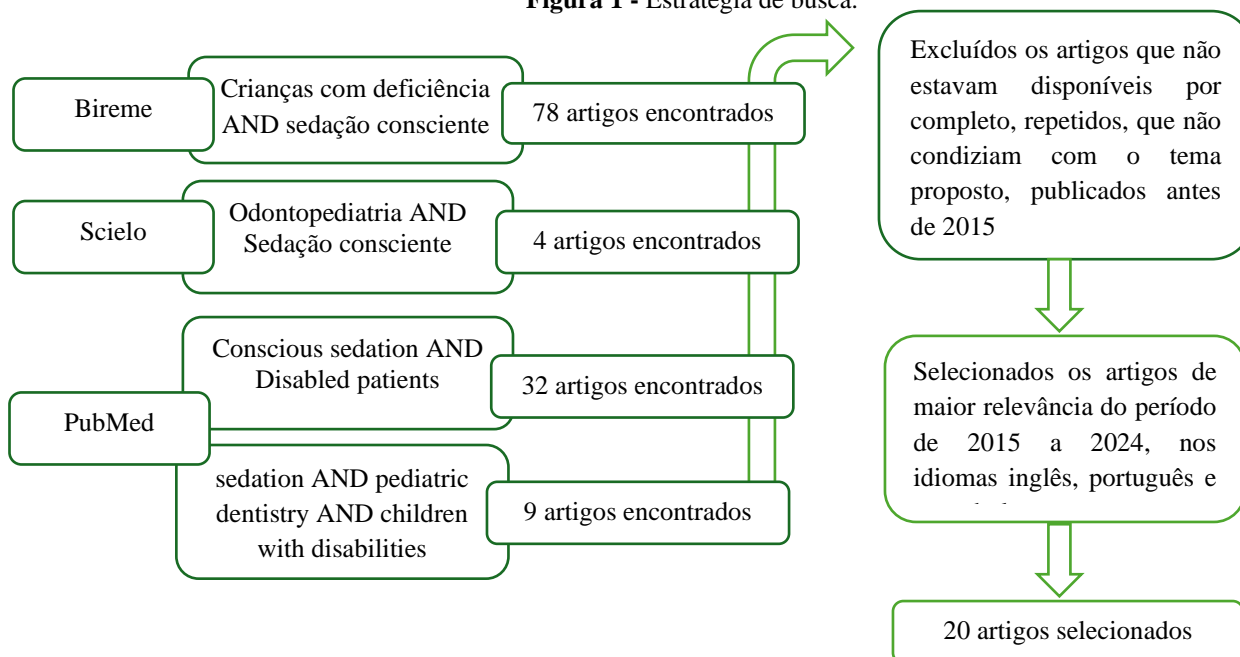 Figura 1 - Estratégia de busca.
Bireme
Crianças com deficiência
AND sedação consciente
78 artigos encontrados
Scielo
Odontopediatria AND
Sedação consciente
4 artigos encontrados
PubMed
Conscious sedation AND
Disabled patients
32 artigos encontrados
sedation AND pediatric
dentistry AND children
with disabilities
9 artigos encontrados
Excluídos os artigos que não
estavam disponíveis por
completo, repetidos, que não
condiziam com o tema
proposto, publicados antes
de 2015
Selecionados os artigos de
maior relevância do período
de 2015 a 2024, nos
idiomas inglês, português e
20 artigos selecionados